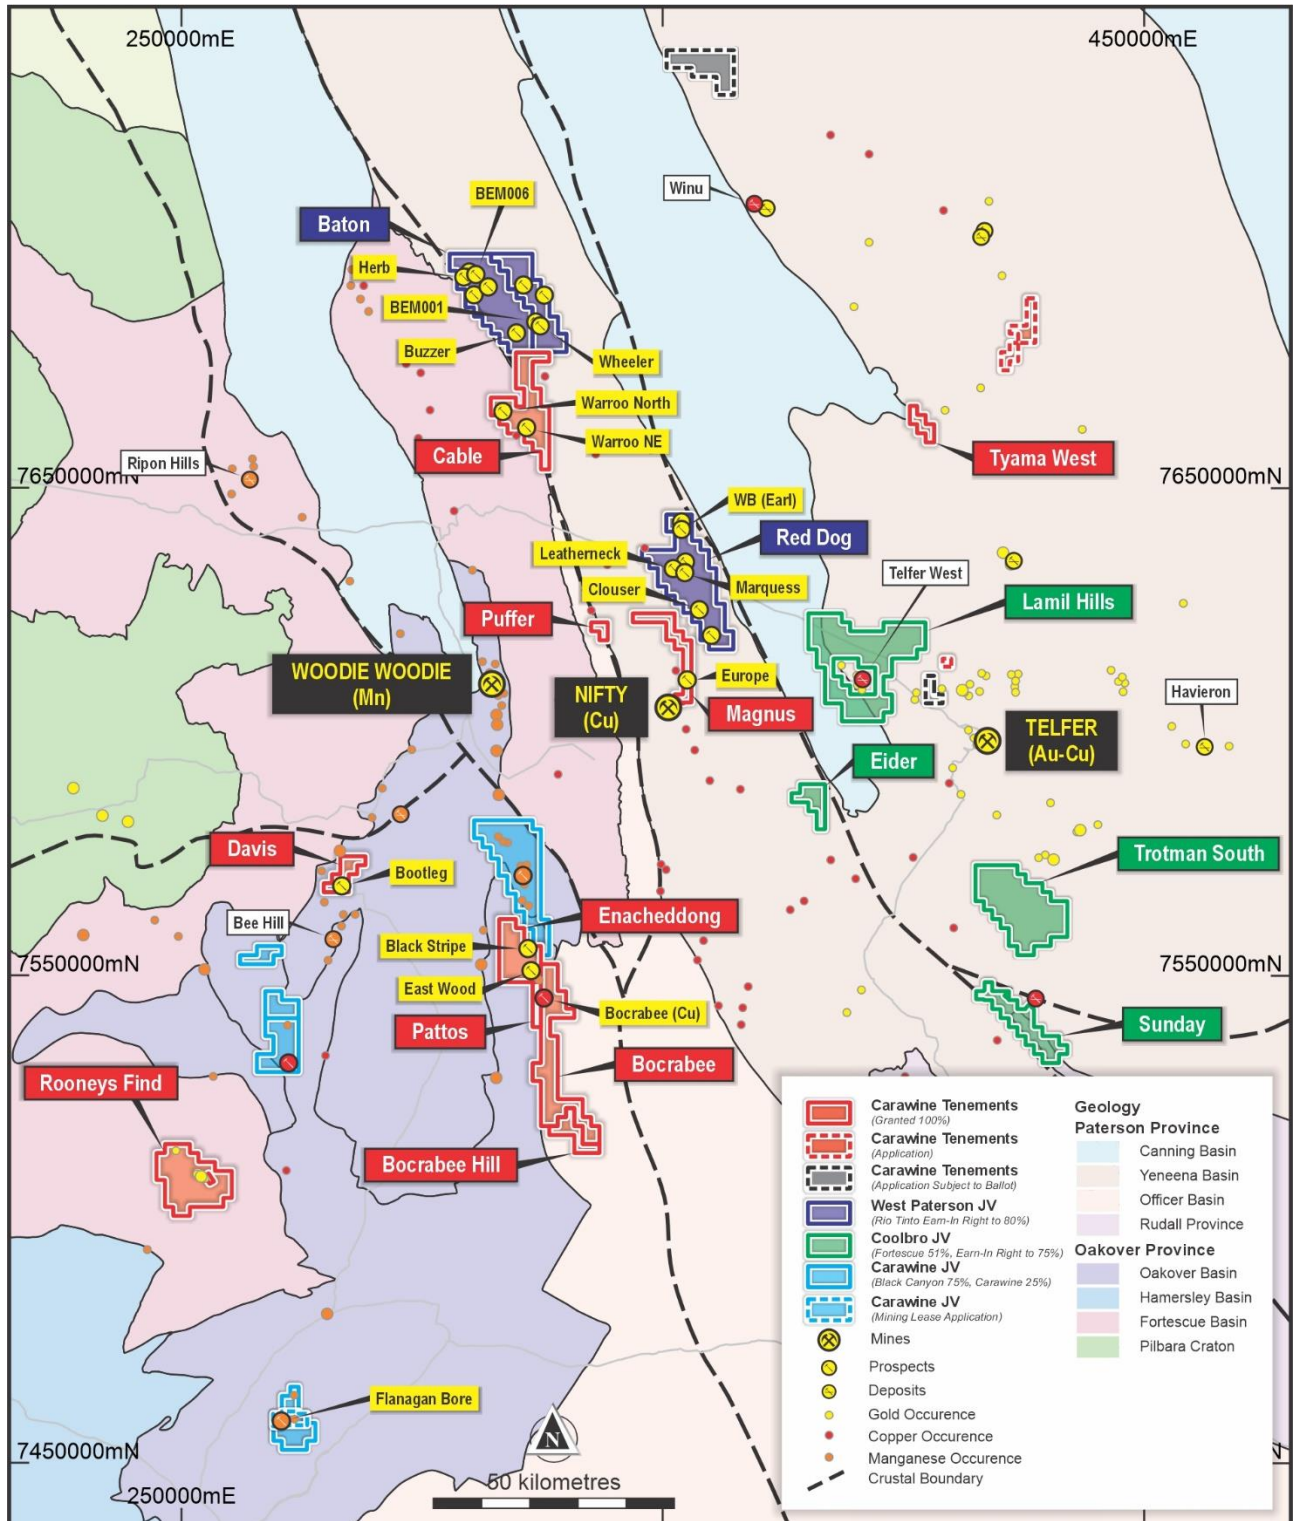 250000mE
450000mE
BEM006
Winu
Baton
Herb
BEM001
Buzzer
Wheeler
Warroo North
Warroo NE
Cable
Tyama West
Ripon Hills
7650000mN
7650000mN
WB (Earl)
Red Dog
Leatherneck
Telfer West
Clouser
Marquess
Lamil Hills
Puffer
WOODIE WOODIE
(Mn)
NIFTY
(Cu)
Europe
Magnus
Havieron
TELFER
(Au-Cu)
Eider
Davis
Bootleg
Trotman South
Bee Hill
Enacheddong
Black Stripe
East Wood
7550000mN
7550000mN
Bocrabee (Cu)
Sunday
Pattos
Bocrabee
Rooneys Find
Bocrabee Hill
Flanagan Bore
7450000mN
N
N
250000mE
50 kilometres
Carawine Tenements
(Granted 100%)
Carawine Tenements
(Application)
Carawine Tenements
(Application Subject to Ballot)
West Paterson JV
(Rio Tinto Earn-In Right to 80%)
Coolbro JV
(Fortescue 51%, Earn-In Right to 75%)
Carawine JV
(Black Canyon 75%, Carawine 25%)
Carawine JV
(Mining Lease Application)
Mines
Prospects
Deposits
Gold Occurence
Copper Occurence
Manganese Occurence
Crustal Boundary
Geology
Paterson Province
Canning Basin
Yeneena Basin
Officer Basin
Rudall Province
Oakover Province
Oakover Basin
Hamersley Basin
Fortescue Basin
Pilbara Craton